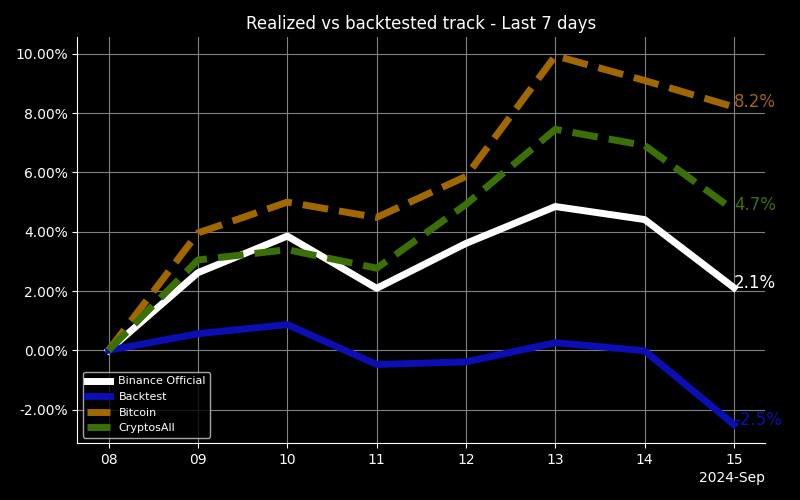 Realized vs backtested track - Last 7 days
10.00%
8.00%
6.00%
4.00%
2.00%
0.00%
-2.00%
8.2%
4.7%
2.1%
-2.5%
Binance Official
Backtest
Bitcoin
CryptosAll
08 09 10 11 12 13 14 15
2024-Sep